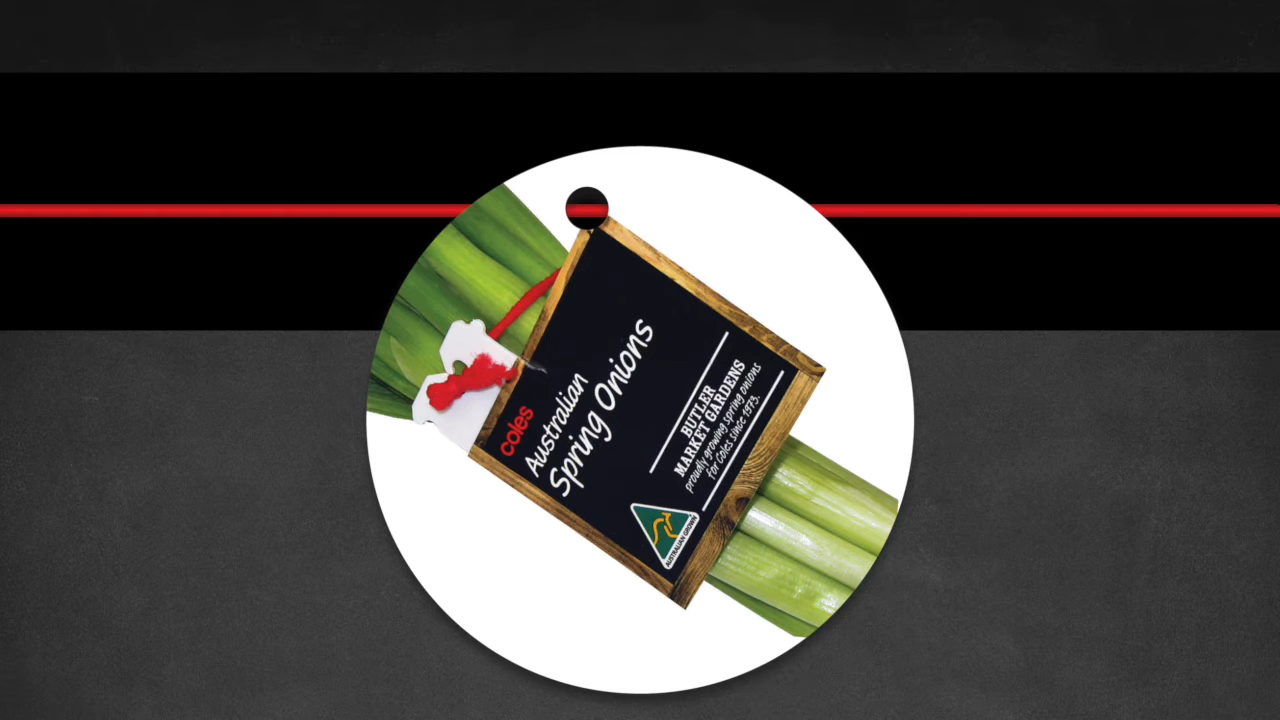 coles
Australian
Spring Onions
BUTLER
MARKET GARDENS
proudly growing spring onions
for Coles since 1973.
AUSTRALIAN GROWN